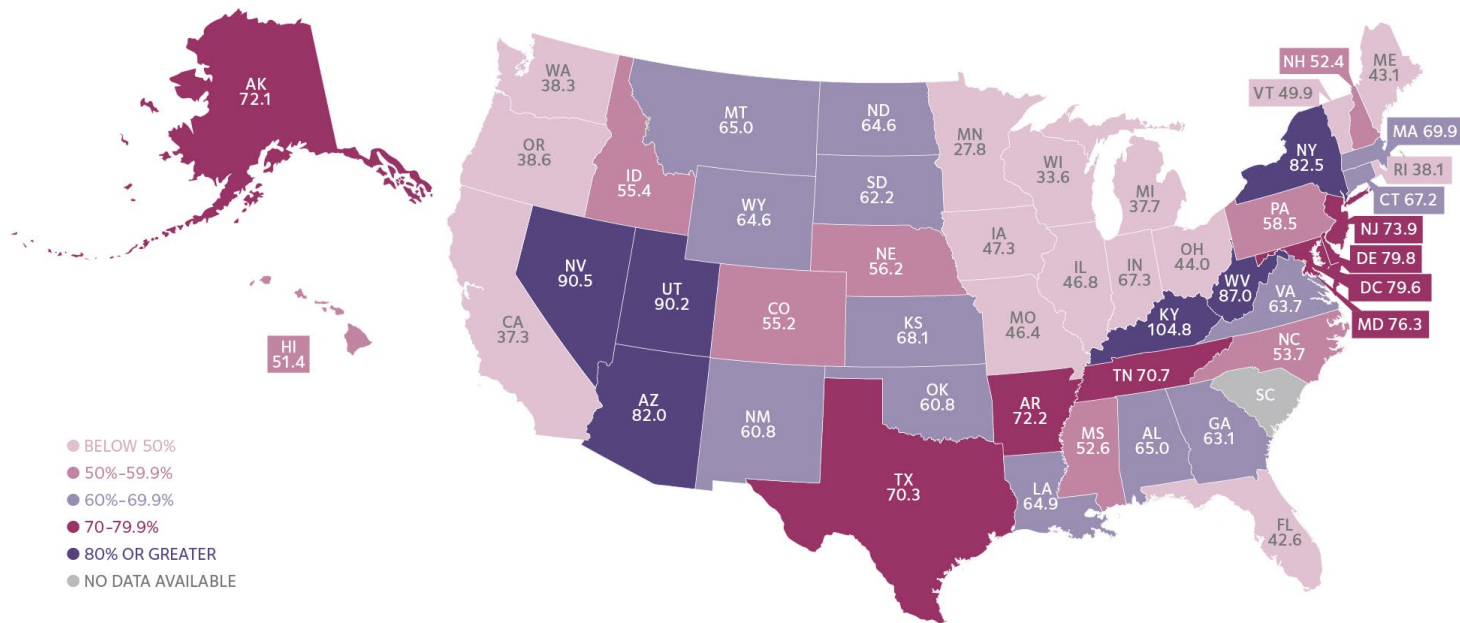 AK
72.1
HI
51.4
WA
38.3
OR
38.6
CA
37.3
ID
55.4
NV
90.5
UT
90.2
AZ
82.0
MT
65.0
WY
64.6
CO
55.2
NM
60.8
ND
64.6
SD
62.2
NE
56.2
KS
68.1
OK
60.8
TX
70.3
MN
27.8
IA
47.3
MO
46.4
AR
72.2
LA
64.9
WI
33.6
IL
46.8
MI
37.7
IN
67.3
OH
44.0
KY
104.8
TN 70.7
MS
52.6
AL
65.0
GA
63.1
FL
42.6
SC
NC
53.7
VA
63.7
WV
87.0
PA
58.5
NY
82.5
ME
43.1
NH 52.4
VT 49.9
MA 69.9
RI 38.1
CT 67.2
NJ 73.9
DE 79.8
DC 79.6
MD 76.3
BELOW 50%
50%–59.9%
60%–69.9%
70–79.9%
80% OR GREATER
NO DATA AVAILABLE